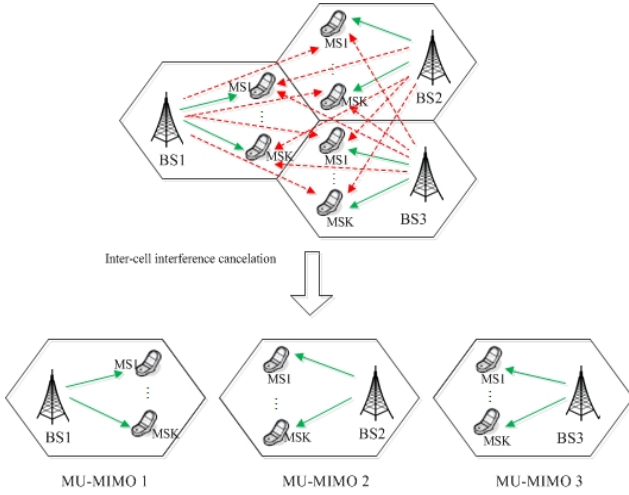 MS1
MS1
BS2
MSK
BS1
MSK
MS1
MSK
BS3
Inter-cell interference cancelation
MS1
BS1
MSK
MS1
BS2
MSK
MS1
BS3
MSK
MU-MIMO 1
MU-MIMO 2
MU-MIMO 3